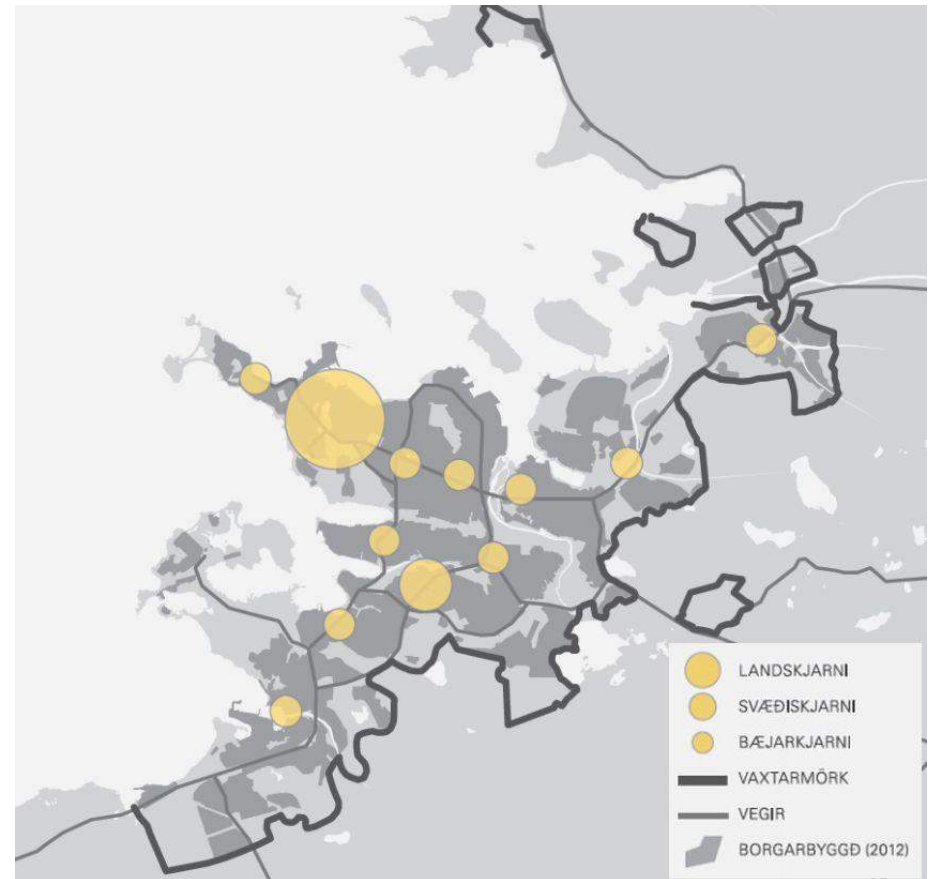 LANDSKJARNI
SVÆÐISKJARNI
BÆJARKJARNI
VAXTARMÖRK
VEGIR
BORGARBYGGÐ (2012)